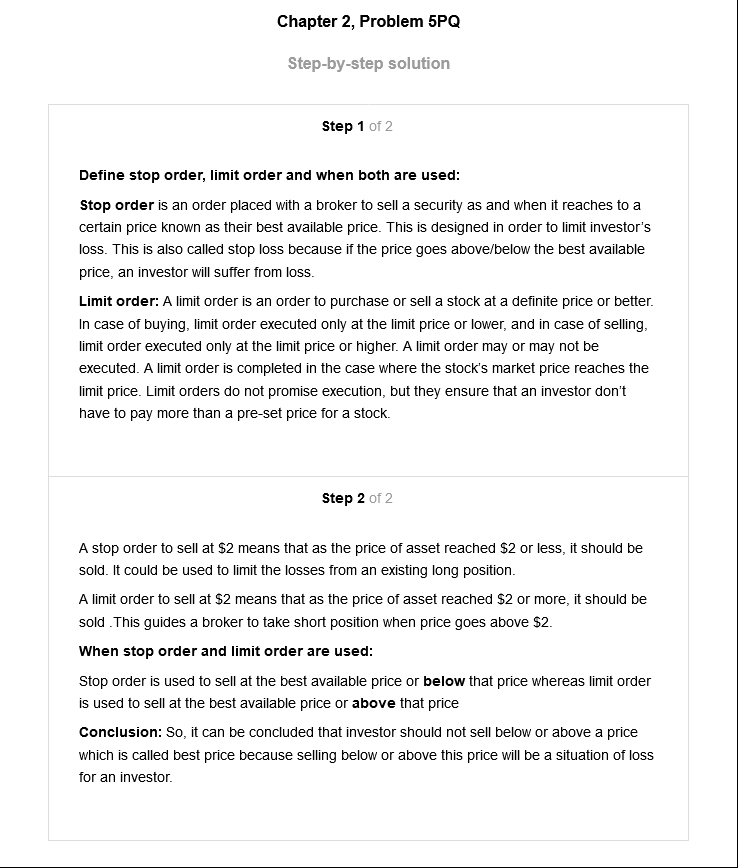 Chapter 2, Problem 5PQ
Step-by-step solution
Step 1 of 2
Define stop order, limit order and when both are used:
Stop order is an order placed with a broker to sell a security as and when it reaches to a
certain price known as their best available price. This is designed in order to limit investor's
loss. This is also called stop loss because if the price goes above/below the best available
price, an investor will suffer from loss.
Limit order: A limit order is an order to purchase or sell a stock at a definite price or better.
In case of buying, limit order executed only at the limit price or lower, and in case of selling,
limit order executed only at the limit price or higher. A limit order may or may not be
executed. A limit order is completed in the case where the stock's market price reaches the
limit price. Limit orders do not promise execution, but they ensure that an investor don't
have to pay more than a pre-set price for a stock.
Step 2 of 2
A stop order to sell at $2 means that as the price of asset reached $2 or less, it should be
sold. It could be used to limit the losses from an existing long position.
A limit order to sell at $2 means that as the price of asset reached $2 or more, it should be
sold .This guides a broker to take short position when price goes above $2.
When stop order and limit order are used:
Stop order is used to sell at the best available price or below that price whereas limit order
is used to sell at the best available price or above that price
Conclusion: So, it can be concluded that investor should not sell below or above a price
which is called best price because selling below or above this price will be a situation of loss
for an investor.